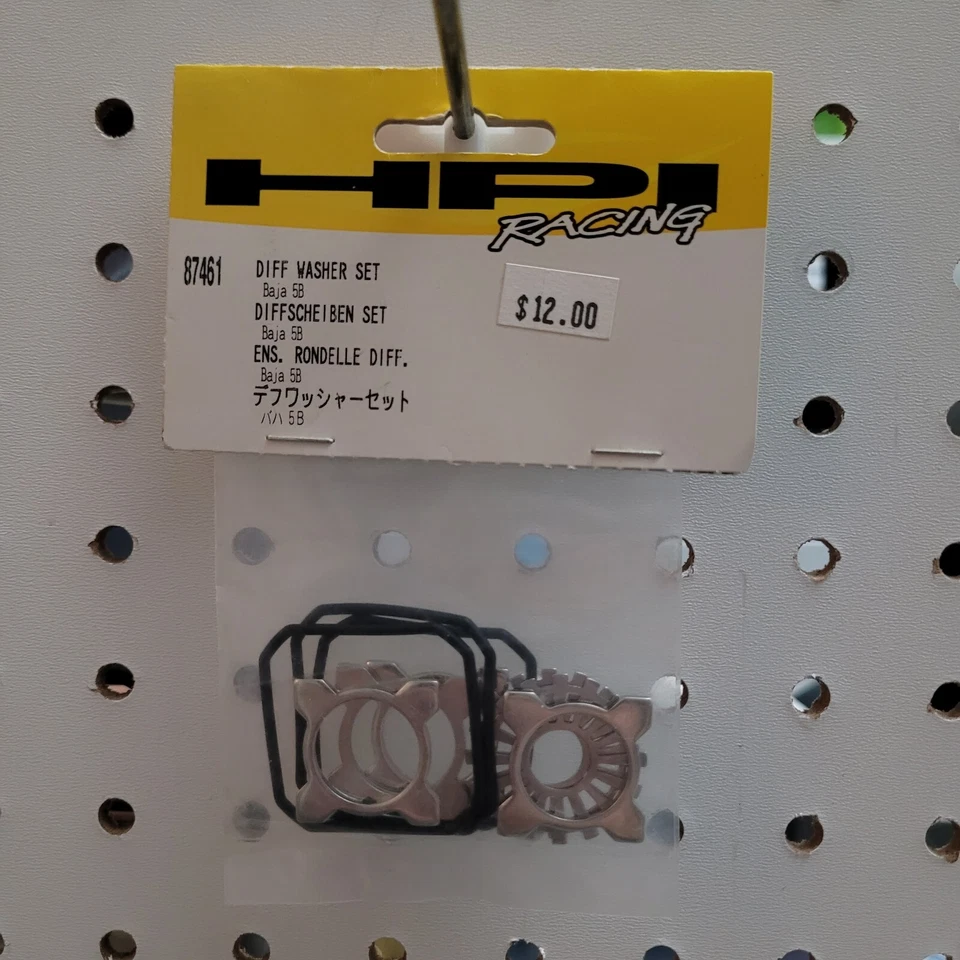 HPI
RACING
87461
DIFF WASHER SET
Baja 5B
DIFFSCHEIBEN SET
Baja 5B
ENS. RONDELLE DIFF.
Baja 5B
デフワッシャーセット
バハ 5B
$12.00